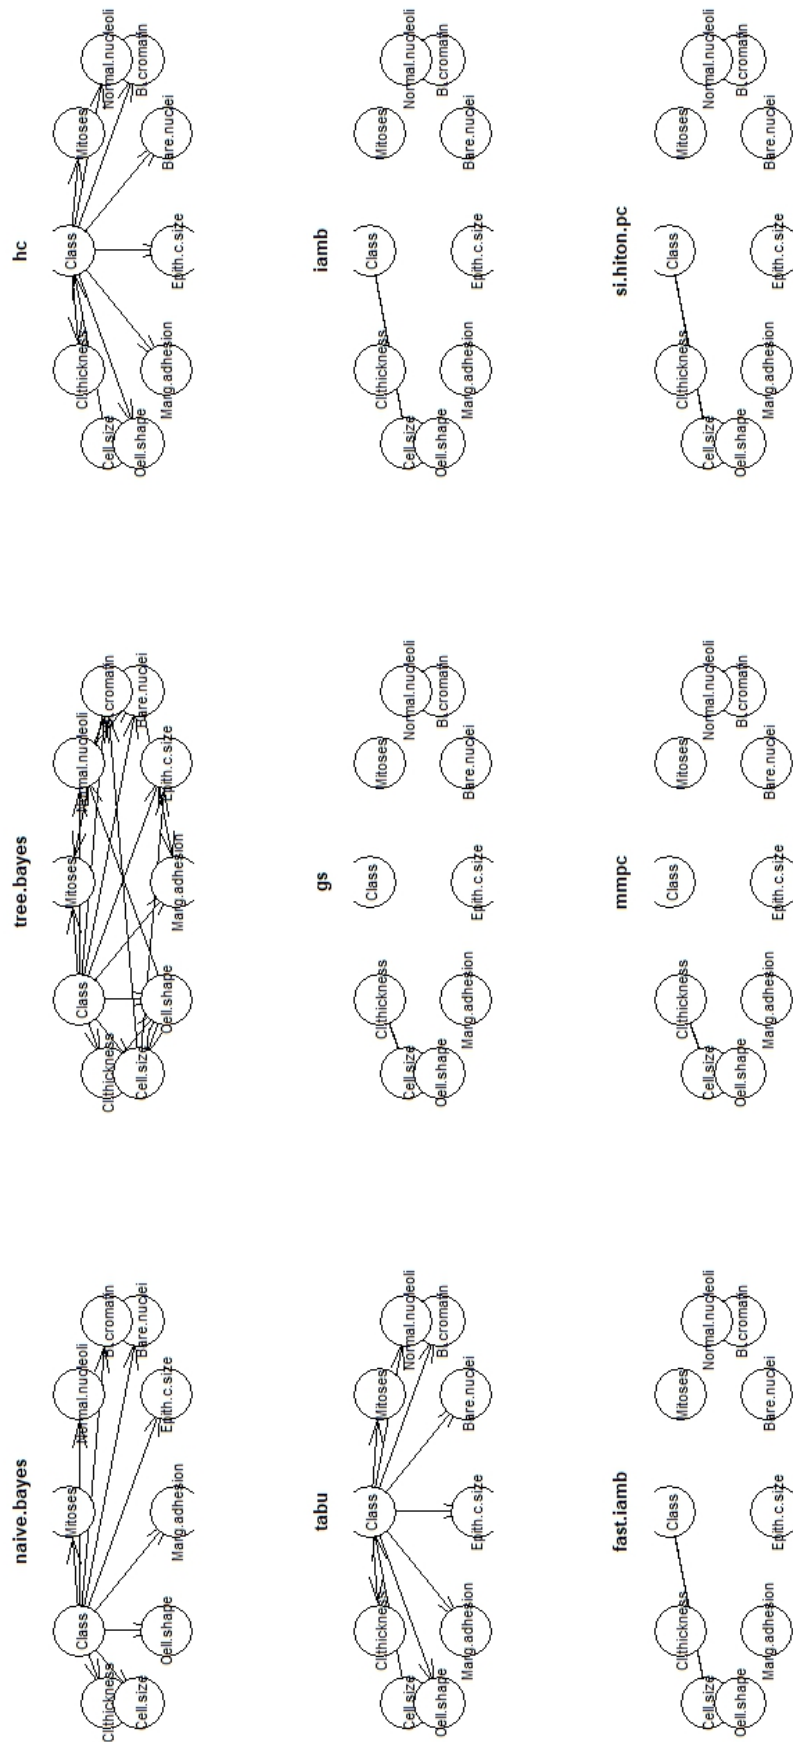 naive.bayes
Normal.nucleoli
Mitoses
Class
Cl.thickness
Bl.cromatin
Cell.size
Bare.nuclei
Cell.shape
Marg.adhesion
Epith.c.size
tree.bayes
Mitoses
Class
Normal.nucleoli
Cl.thickness
Bl.cromatin
Cell.size
Bare.nuclei
Cell.shape
Marg.adhesion
Epith.c.size
hc
Class
Cl.thickness
Mitoses
Cell.size
Normal.nucleoli
Cell.shape
Bl.cromatin
Marg.adhesion
Epith.c.size
Bare.nuclei
tabu
Class
Cl.thickness
Mitoses
Cell.size
Normal.nucleoli
Cell.shape
Bl.cromatin
Marg.adhesion
Epith.c.size
Bare.nuclei
gs
Class
Cl.thickness
Mitoses
Cell.size
Normal.nucleoli
Cell.shape
Bl.cromatin
Marg.adhesion
Epith.c.size
Bare.nuclei
iamb
Class
Cl.thickness
Mitoses
Cell.size
Normal.nucleoli
Cell.shape
Bl.cromatin
Marg.adhesion
Epith.c.size
Bare.nuclei
fast.iamb
Class
Cl.thickness
Mitoses
Cell.size
Normal.nucleoli
Cell.shape
Bl.cromatin
Marg.adhesion
Epith.c.size
Bare.nuclei
mmpc
Class
Cl.thickness
Mitoses
Cell.size
Normal.nucleoli
Cell.shape
Bl.cromatin
Marg.adhesion
Epith.c.size
Bare.nuclei
si.hiton.pc
Class
Cl.thickness
Mitoses
Cell.size
Normal.nucleoli
Cell.shape
Bl.cromatin
Marg.adhesion
Epith.c.size
Bare.nuclei